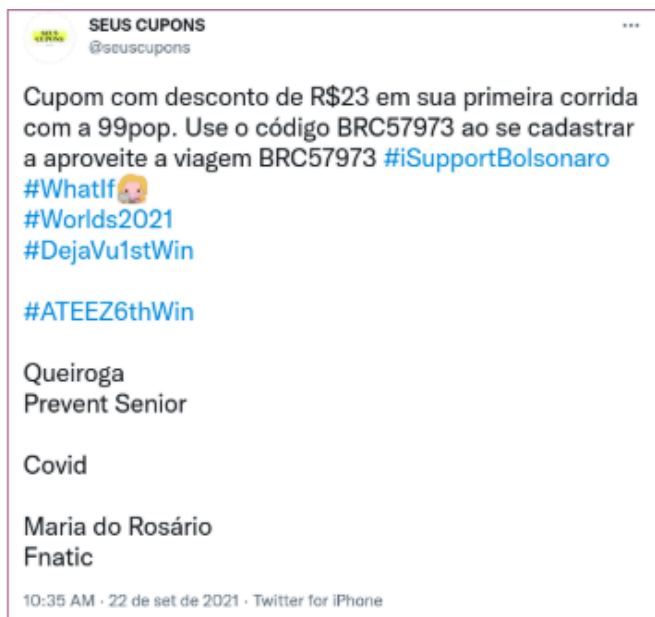 SEUS CUPONS
@seuscupons
Cupom com desconto de R$23 em sua primeira corrida
com a 99pop. Use o código BRC57973 ao se cadastrar
a aproveite a viagem BRC57973 #iSupportBolsonaro
#WhatIf
#Worlds2021
#DejaVu1stWin
#ATEEZ6thWin
Queiroga
Prevent Senior
Covid
Maria do Rosário
Fnatic
10:35 AM · 22 de set de 2021 · Twitter for iPhone